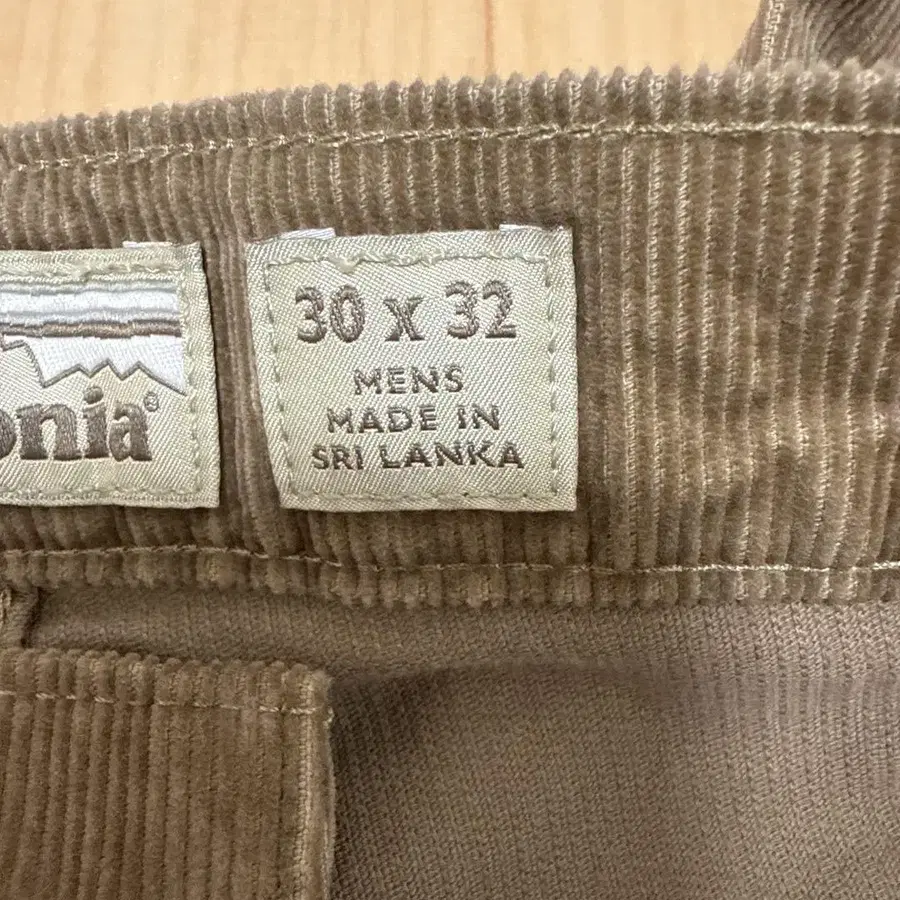 onia®
30 x 32
MENS
MADE IN
SRI LANKA